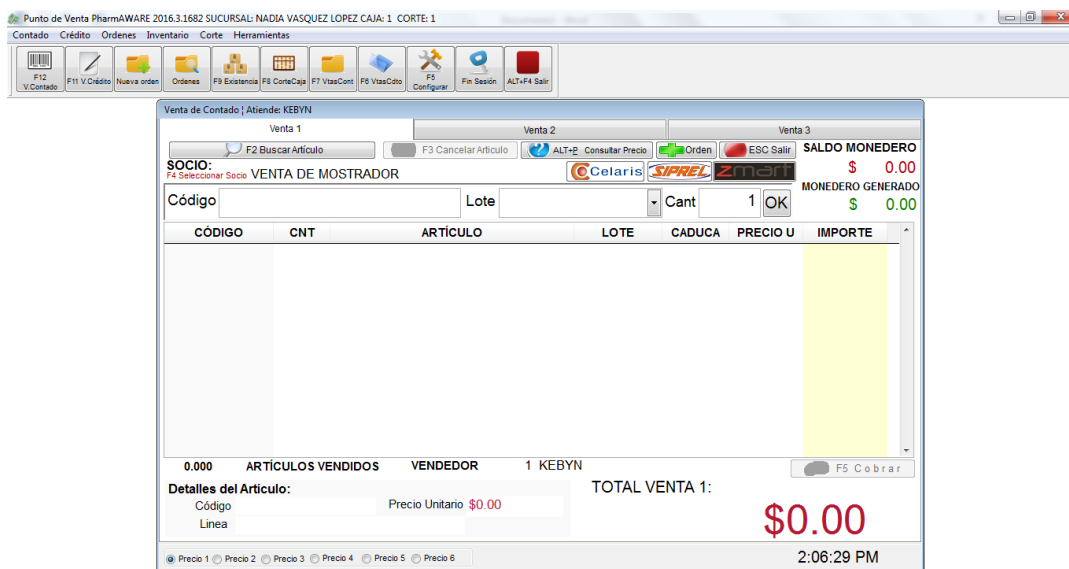 Punto de Venta PharmAWARE 2016.3.1682 SUCURSAL: NADIA VASQUEZ LOPEZ CAJA: 1 CORTE: 1
Contado Crédito Ordenes Inventario Corte Herramientas
F12 V.Contado
F11 V.Crédito
Nueva orden
Ordenes
F9 Existencia
F8 CorteCaja
F7 VtasCont
F6 VtasCdto
F5 Configurar
Fin Sesión
ALT+F4 Salir
Venta de Contado ¦ Atiende: KEBYN
Venta 1 Venta 2 Venta 3
F2 Buscar Artículo F3 Cancelar Articulo ALT+P Consultar Precio Orden ESC Salir SALDO MONEDERO
$ 0.00
SOCIO:
F4 Seleccionar Socio VENTA DE MOSTRADOR Celaris SIPREL zmart
MONEDERO GENERADO
$ 0.00
Código Lote Cant 1 OK
CÓDIGO CNT ARTÍCULO LOTE CADUCA PRECIO U IMPORTE
0.000 ARTÍCULOS VENDIDOS VENDEDOR 1 KEBYN F5 Cobrar
Detalles del Articulo: TOTAL VENTA 1:
Código Precio Unitario $0.00
Linea
$0.00
Precio 1 Precio 2 Precio 3 Precio 4 Precio 5 Precio 6 2:06:29 PM